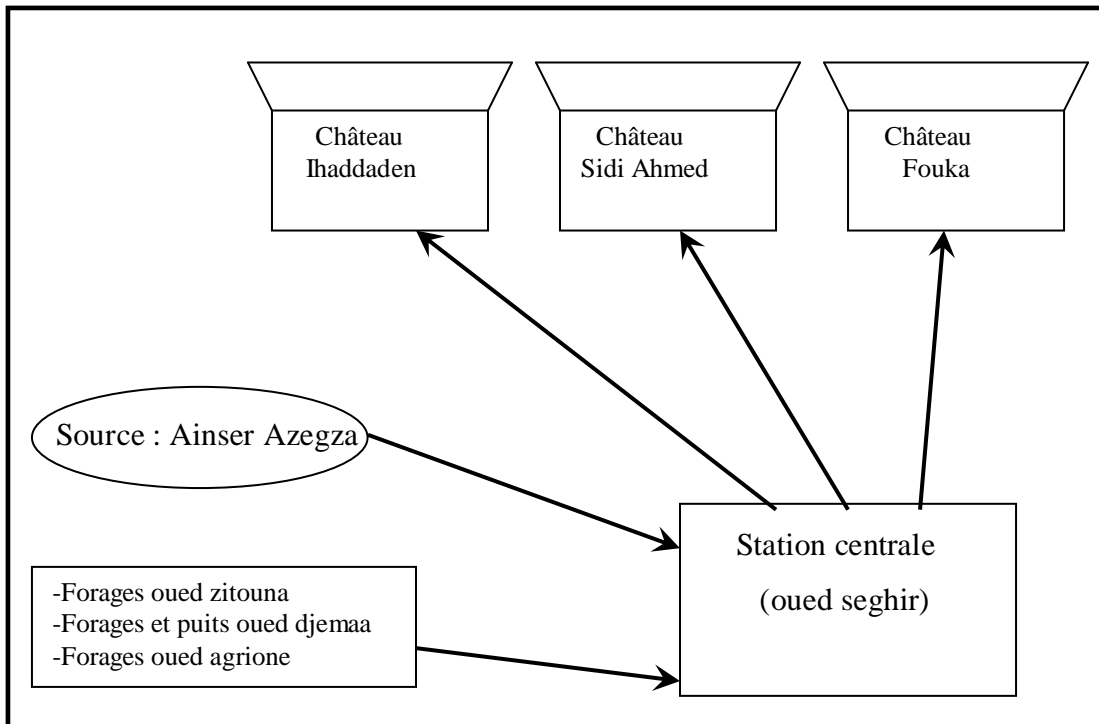 Château
Ihaddaden
Château
Sidi Ahmed
Château
Fouka
Source : Ainser Azegza
Station centrale
(oued seghir)
-Forages oued zitouna
-Forages et puits oued djemaa
-Forages oued agrione